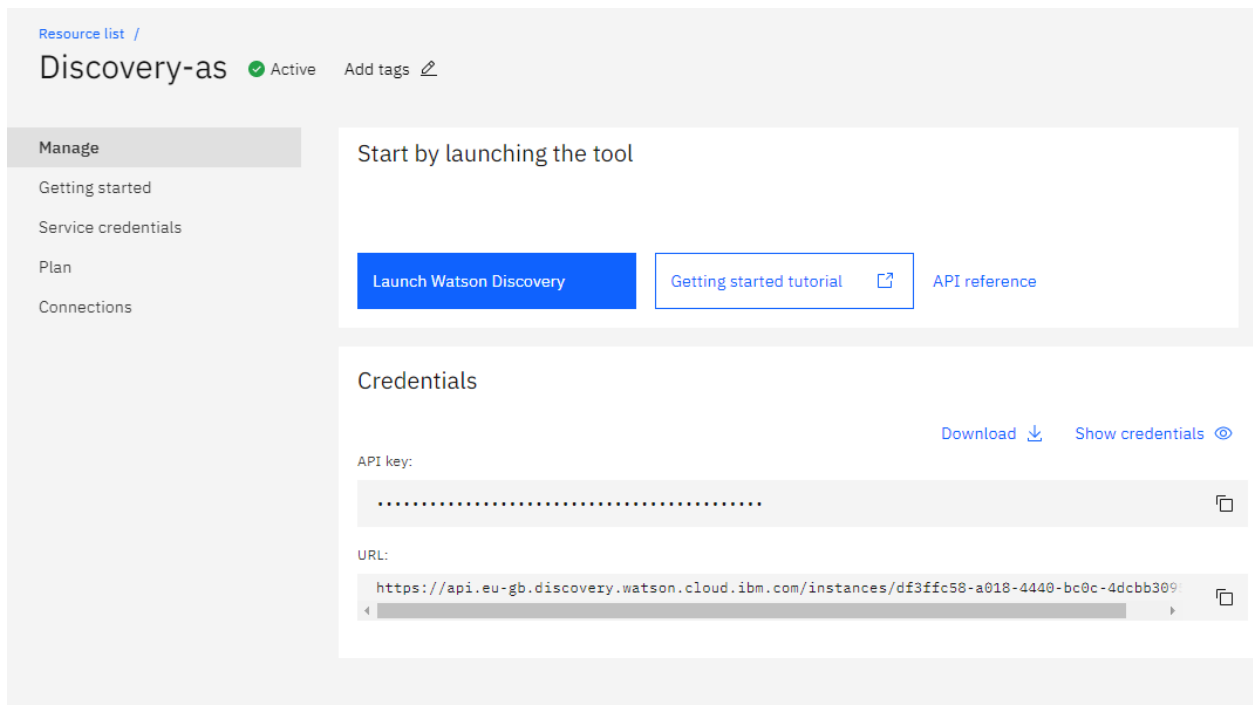 Resource list /
Discovery-as Active Add tags
Manage
Getting started
Service credentials
Plan
Connections
Start by launching the tool
Launch Watson Discovery Getting started tutorial API reference
Credentials
Download Show credentials
API key:
............................................
URL:
https://api.eu-gb.discovery.watson.cloud.ibm.com/instances/df3ffc58-a018-4440-bc0c-4dcbb309